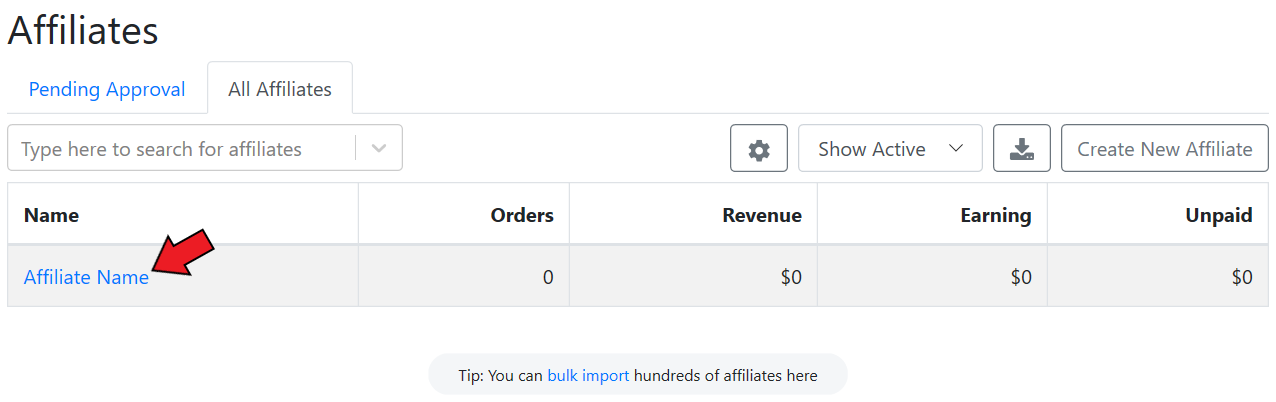 Affiliates
Pending Approval All Affiliates
Type here to search for affiliates Show Active Create New Affiliate
Name Orders Revenue Earning Unpaid
Affiliate Name 0 $0 $0 $0
Tip: You can bulk import hundreds of affiliates here